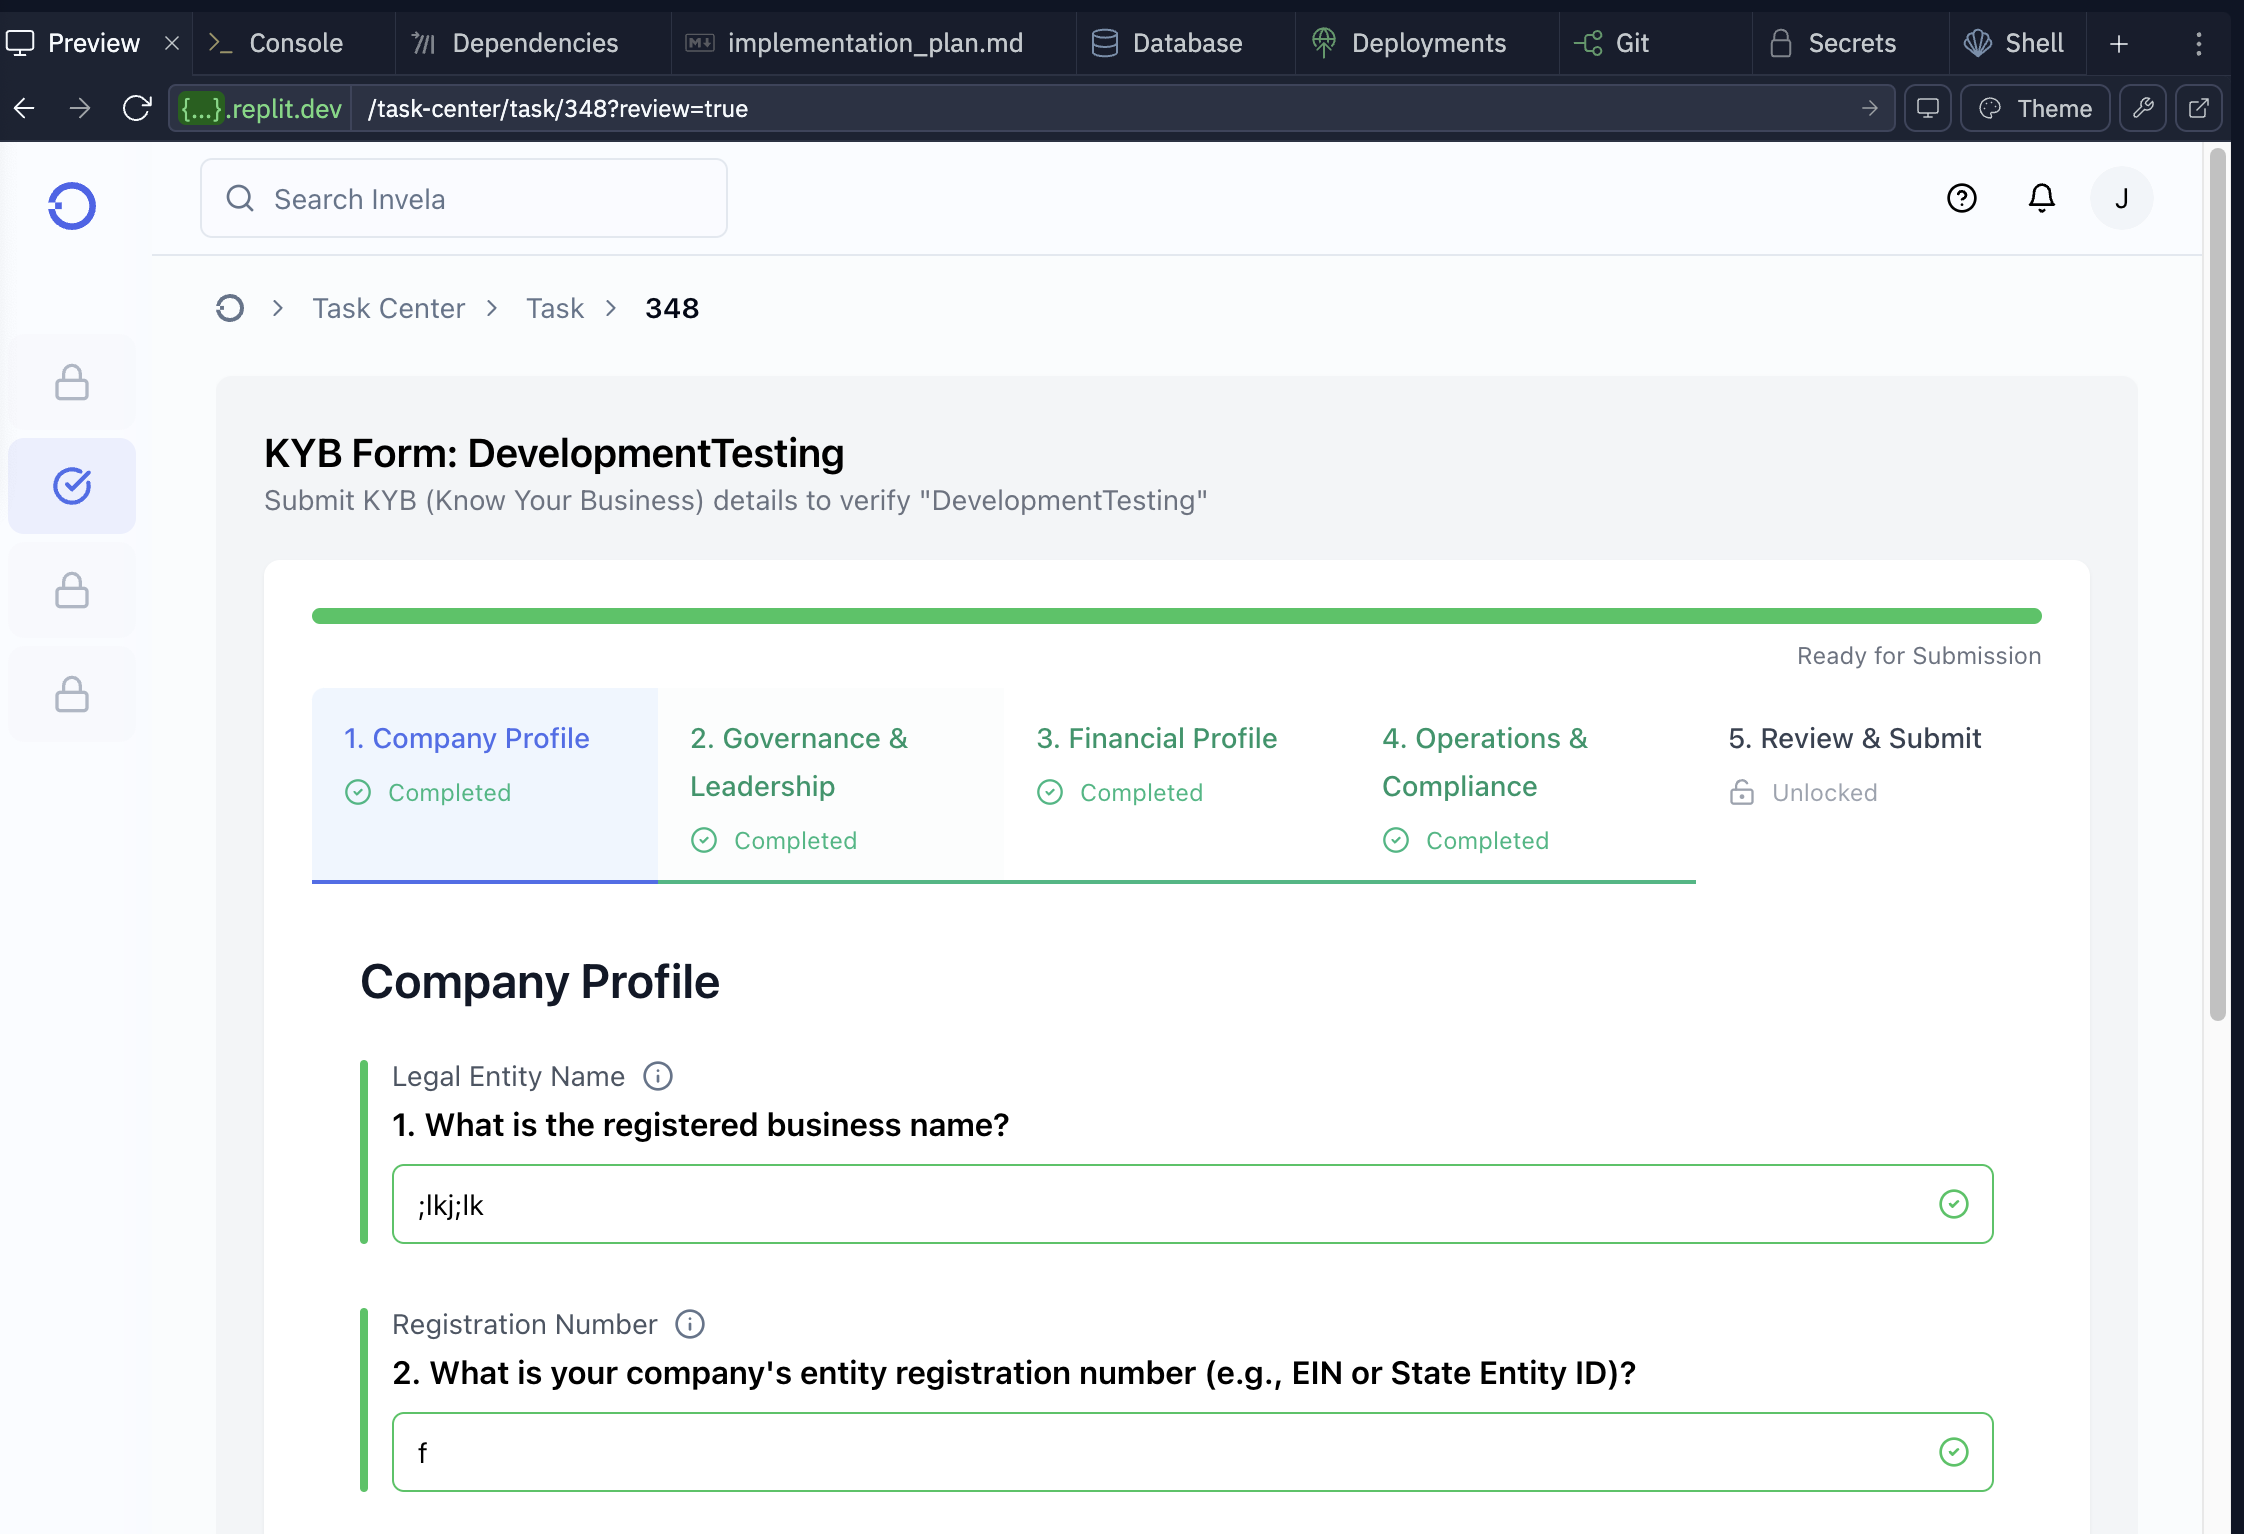 Preview
Console
Dependencies
implementation_plan.md
Database
Deployments
Git
Secrets
Shell
{...}.replit.dev
/task-center/task/348?review=true
Theme
Search Invela
J
Task Center
Task
348
KYB Form: DevelopmentTesting
Submit KYB (Know Your Business) details to verify "DevelopmentTesting"
Ready for Submission
1. Company Profile
Completed
2. Governance &
Leadership
Completed
3. Financial Profile
Completed
4. Operations &
Compliance
Completed
5. Review & Submit
Unlocked
Company Profile
Legal Entity Name
1. What is the registered business name?
;lkj;lk
Registration Number
2. What is your company's entity registration number (e.g., EIN or State Entity ID)?
f